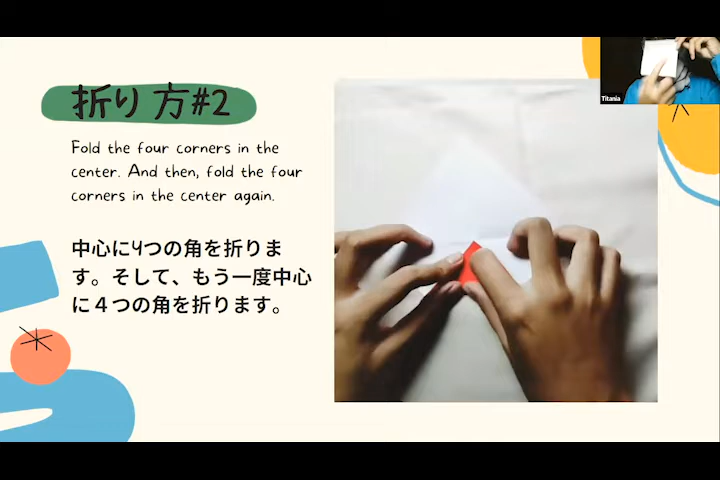 折り方#2
Fold the four corners in the
center. And then, fold the four
corners in the center again.
中心に4つの角を折りま
す。そして、もう一度中心
に４つの角を折ります。
Titania